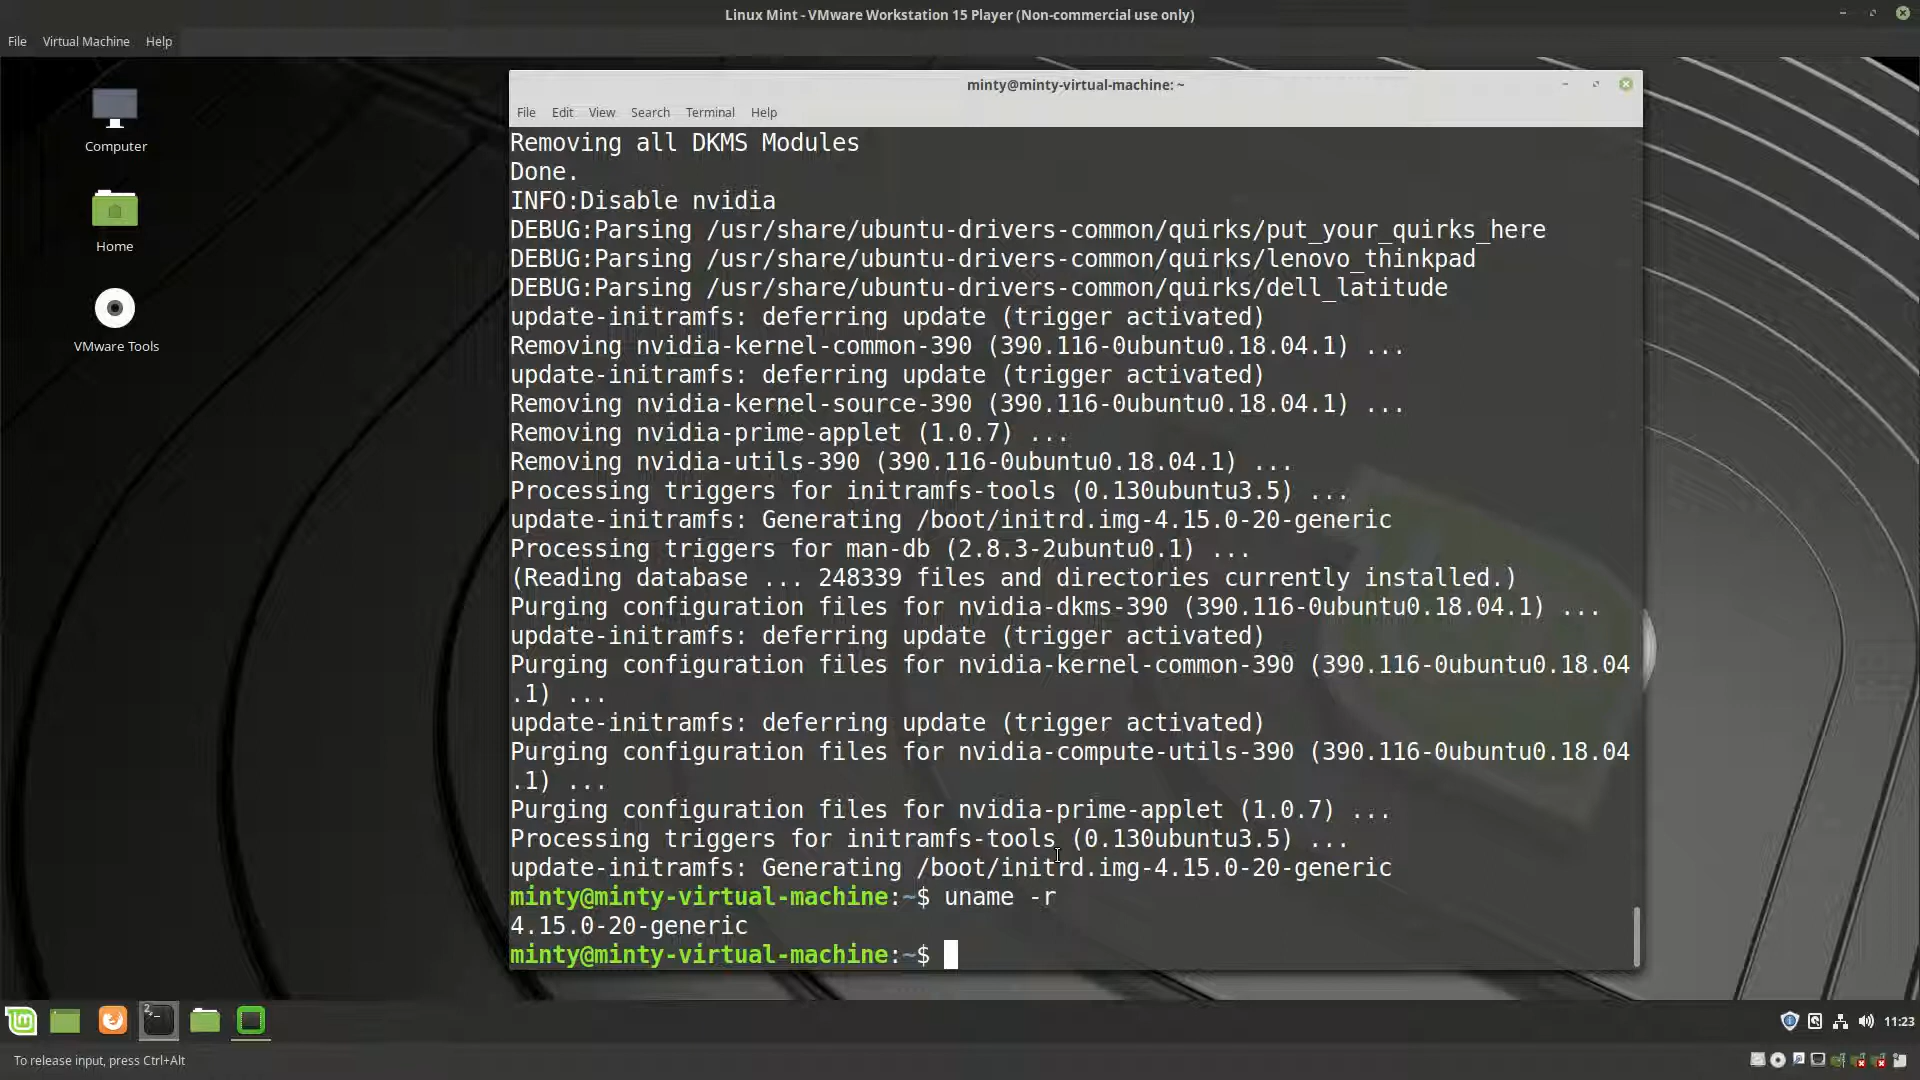 Linux Mint - VMware Workstation 15 Player (Non-commercial use only)
File Virtual Machine Help
Computer
Home
VMware Tools
minty@minty-virtual-machine: ~
File Edit View Search Terminal Help
Removing all DKMS Modules
Done.
INFO:Disable nvidia
DEBUG:Parsing /usr/share/ubuntu-drivers-common/quirks/put_your_quirks_here
DEBUG:Parsing /usr/share/ubuntu-drivers-common/quirks/lenovo_thinkpad
DEBUG:Parsing /usr/share/ubuntu-drivers-common/quirks/dell_latitude
update-initramfs: deferring update (trigger activated)
Removing nvidia-kernel-common-390 (390.116-0ubuntu0.18.04.1) ...
update-initramfs: deferring update (trigger activated)
Removing nvidia-kernel-source-390 (390.116-0ubuntu0.18.04.1) ...
Removing nvidia-prime-applet (1.0.7) ...
Removing nvidia-utils-390 (390.116-0ubuntu0.18.04.1) ...
Processing triggers for initramfs-tools (0.130ubuntu3.5) ...
update-initramfs: Generating /boot/initrd.img-4.15.0-20-generic
Processing triggers for man-db (2.8.3-2ubuntu0.1) ...
(Reading database ... 248339 files and directories currently installed.)
Purging configuration files for nvidia-dkms-390 (390.116-0ubuntu0.18.04.1) ...
update-initramfs: deferring update (trigger activated)
Purging configuration files for nvidia-kernel-common-390 (390.116-0ubuntu0.18.04
.1) ...
update-initramfs: deferring update (trigger activated)
Purging configuration files for nvidia-compute-utils-390 (390.116-0ubuntu0.18.04
.1) ...
Purging configuration files for nvidia-prime-applet (1.0.7) ...
Processing triggers for initramfs-tools (0.130ubuntu3.5) ...
update-initramfs: Generating /boot/initrd.img-4.15.0-20-generic
minty@minty-virtual-machine:~$ uname -r
4.15.0-20-generic
minty@minty-virtual-machine:~$
11:23
To release input, press Ctrl+Alt